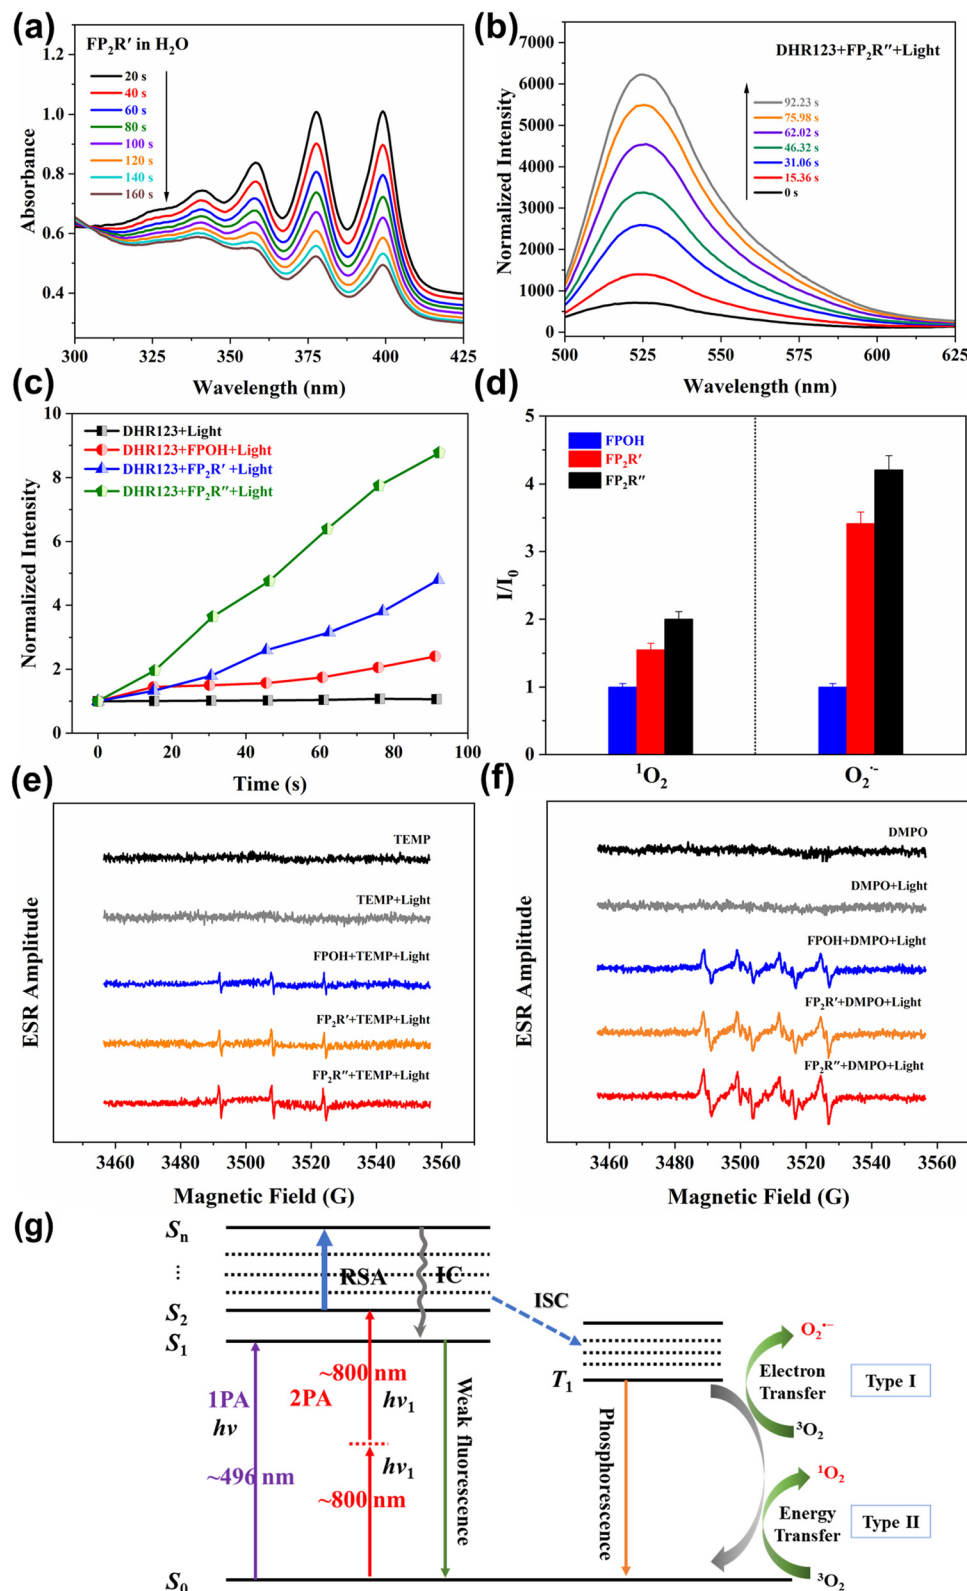 (a)
FP₂R′ in H₂O
20 s
40 s
60 s
80 s
100 s
120 s
140 s
160 s
1.2
1.0
0.8
0.6
0.4
Absorbance
300
325
350
375
400
425
Wavelength (nm)
(b)
DHR123+FP₂R″+Light
92.23 s
75.98 s
62.02 s
46.32 s
31.06 s
15.36 s
0 s
7000
6000
5000
4000
3000
2000
1000
0
Normalized Intensity
500
525
550
575
600
625
Wavelength (nm)
(c)
DHR123+Light
DHR123+FPOH+Light
DHR123+FP₂R′ +Light
DHR123+FP₂R″+Light
10
8
6
4
2
0
Normalized Intensity
0
20
40
60
80
100
Time (s)
(d)
FPOH
FP₂R′
FP₂R″
5
4
3
2
1
0
I/I₀
¹O₂
O₂·⁻
(e)
TEMP
TEMP+Light
FPOH+TEMP+Light
FP₂R′+TEMP+Light
FP₂R″+TEMP+Light
ESR Amplitude
3460
3480
3500
3520
3540
3560
Magnetic Field (G)
(f)
DMPO
DMPO+Light
FPOH+DMPO+Light
FP₂R′+DMPO+Light
FP₂R″+DMPO+Light
ESR Amplitude
3460
3480
3500
3520
3540
3560
Magnetic Field (G)
(g)
Sₙ
...
S₂
S₁
S₀
RSA
IC
ISC
1PA
hν
~496 nm
2PA
~800 nm
hν₁
hν₁
~800 nm
Weak fluorescence
T₁
Phosphorescence
O₂•−
Electron
Transfer
Type I
³O₂
¹O₂
Energy
Transfer
Type II
³O₂